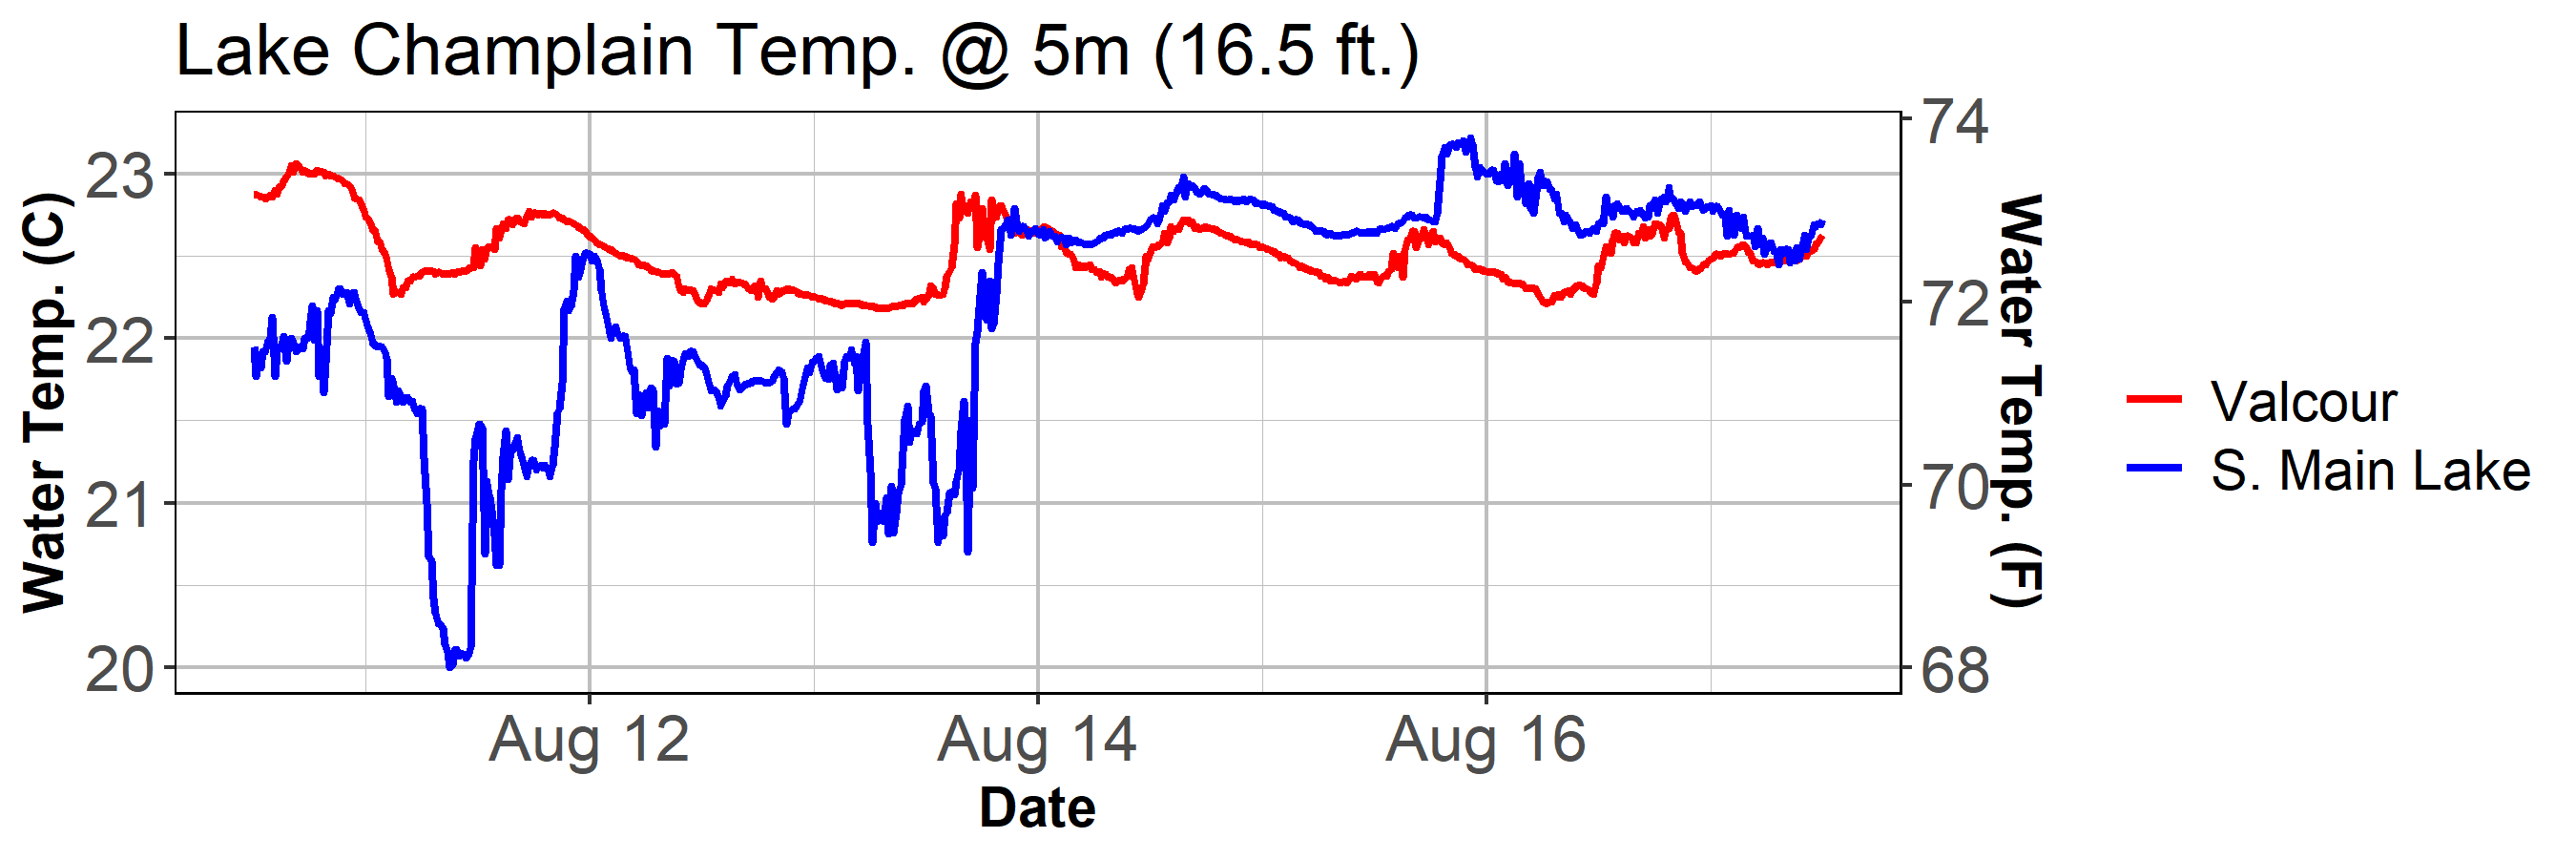 Lake Champlain Temp. @ 5m (16.5 ft.)
Water Temp. (C)
23
22
21
20
74
72
70
68
Water Temp. (F)
Aug 12
Aug 14
Aug 16
Date
Valcour
S. Main Lake